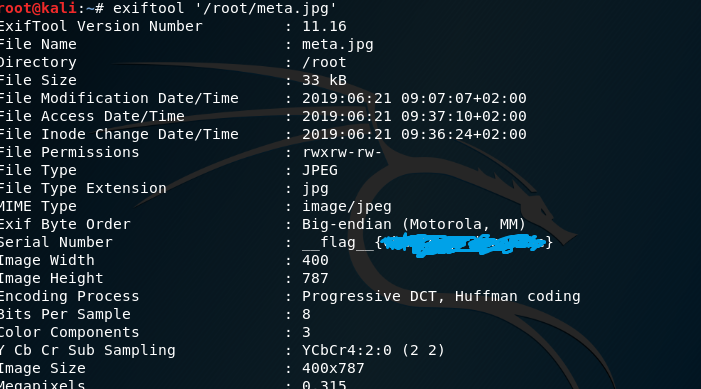 root@kali:~# exiftool '/root/meta.jpg'
ExifTool Version Number : 11.16
File Name : meta.jpg
Directory : /root
File Size : 33 kB
File Modification Date/Time : 2019:06:21 09:07:07+02:00
File Access Date/Time : 2019:06:21 09:37:10+02:00
File Inode Change Date/Time : 2019:06:21 09:36:24+02:00
File Permissions : rwxrw-rw-
File Type : JPEG
File Type Extension : jpg
MIME Type : image/jpeg
Exif Byte Order : Big-endian (Motorola, MM)
Serial Number : __flag__{}
Image Width : 400
Image Height : 787
Encoding Process : Progressive DCT, Huffman coding
Bits Per Sample : 8
Color Components : 3
Y Cb Cr Sub Sampling : YCbCr4:2:0 (2 2)
Image Size : 400x787
Megapixels : 0.315